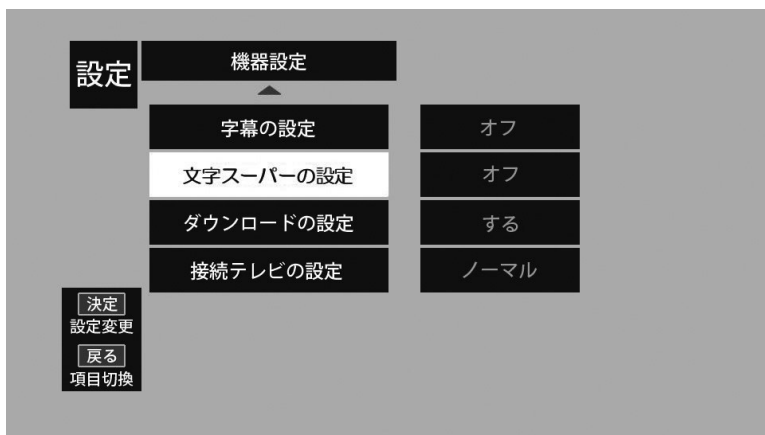 設定
機器設定
字幕の設定 オフ
文字スーパーの設定 オフ
ダウンロードの設定 する
接続テレビの設定 ノーマル
決定
設定変更
戻る
項目切換